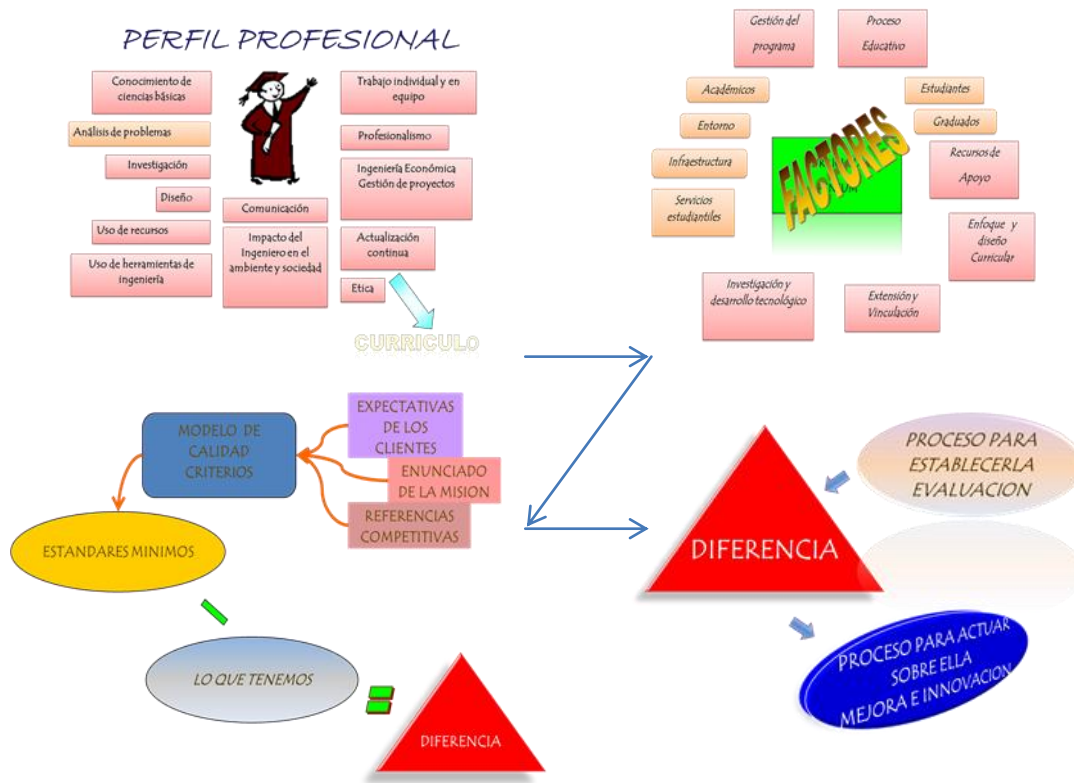 PERFIL PROFESIONAL
Conocimiento de
ciencias básicas
Análisis de problemas
Investigación
Diseño
Uso de recursos
Uso de herramientas de
ingeniería
Comunicación
Impacto del
Ingeniero en el
ambiente y sociedad
Trabajo individual y en
equipo
Profesionalismo
Ingeniería Económica
Gestión de proyectos
Actualización
continua
Etica
CURRICULO
Gestión del
programa
Proceso
Educativo
Académicos
Entorno
Infraestructura
Servicios
estudiantiles
FACTORES
Estudiantes
Graduados
Recursos de
Apoyo
Enfoque y
diseño
Curricular
Investigación y
desarrollo tecnológico
Extensión y
Vinculación
MODELO DE
CALIDAD
CRITERIOS
EXPECTATIVAS
DE LOS
CLIENTES
ENUNCIADO
DE LA MISION
REFERENCIAS
COMPETITIVAS
ESTANDARES MINIMOS
LO QUE TENEMOS
DIFERENCIA
DIFERENCIA
PROCESO PARA
ESTABLECERLA
EVALUACION
PROCESO PARA ACTUAR
SOBRE ELLA
MEJORA E INNOVACION